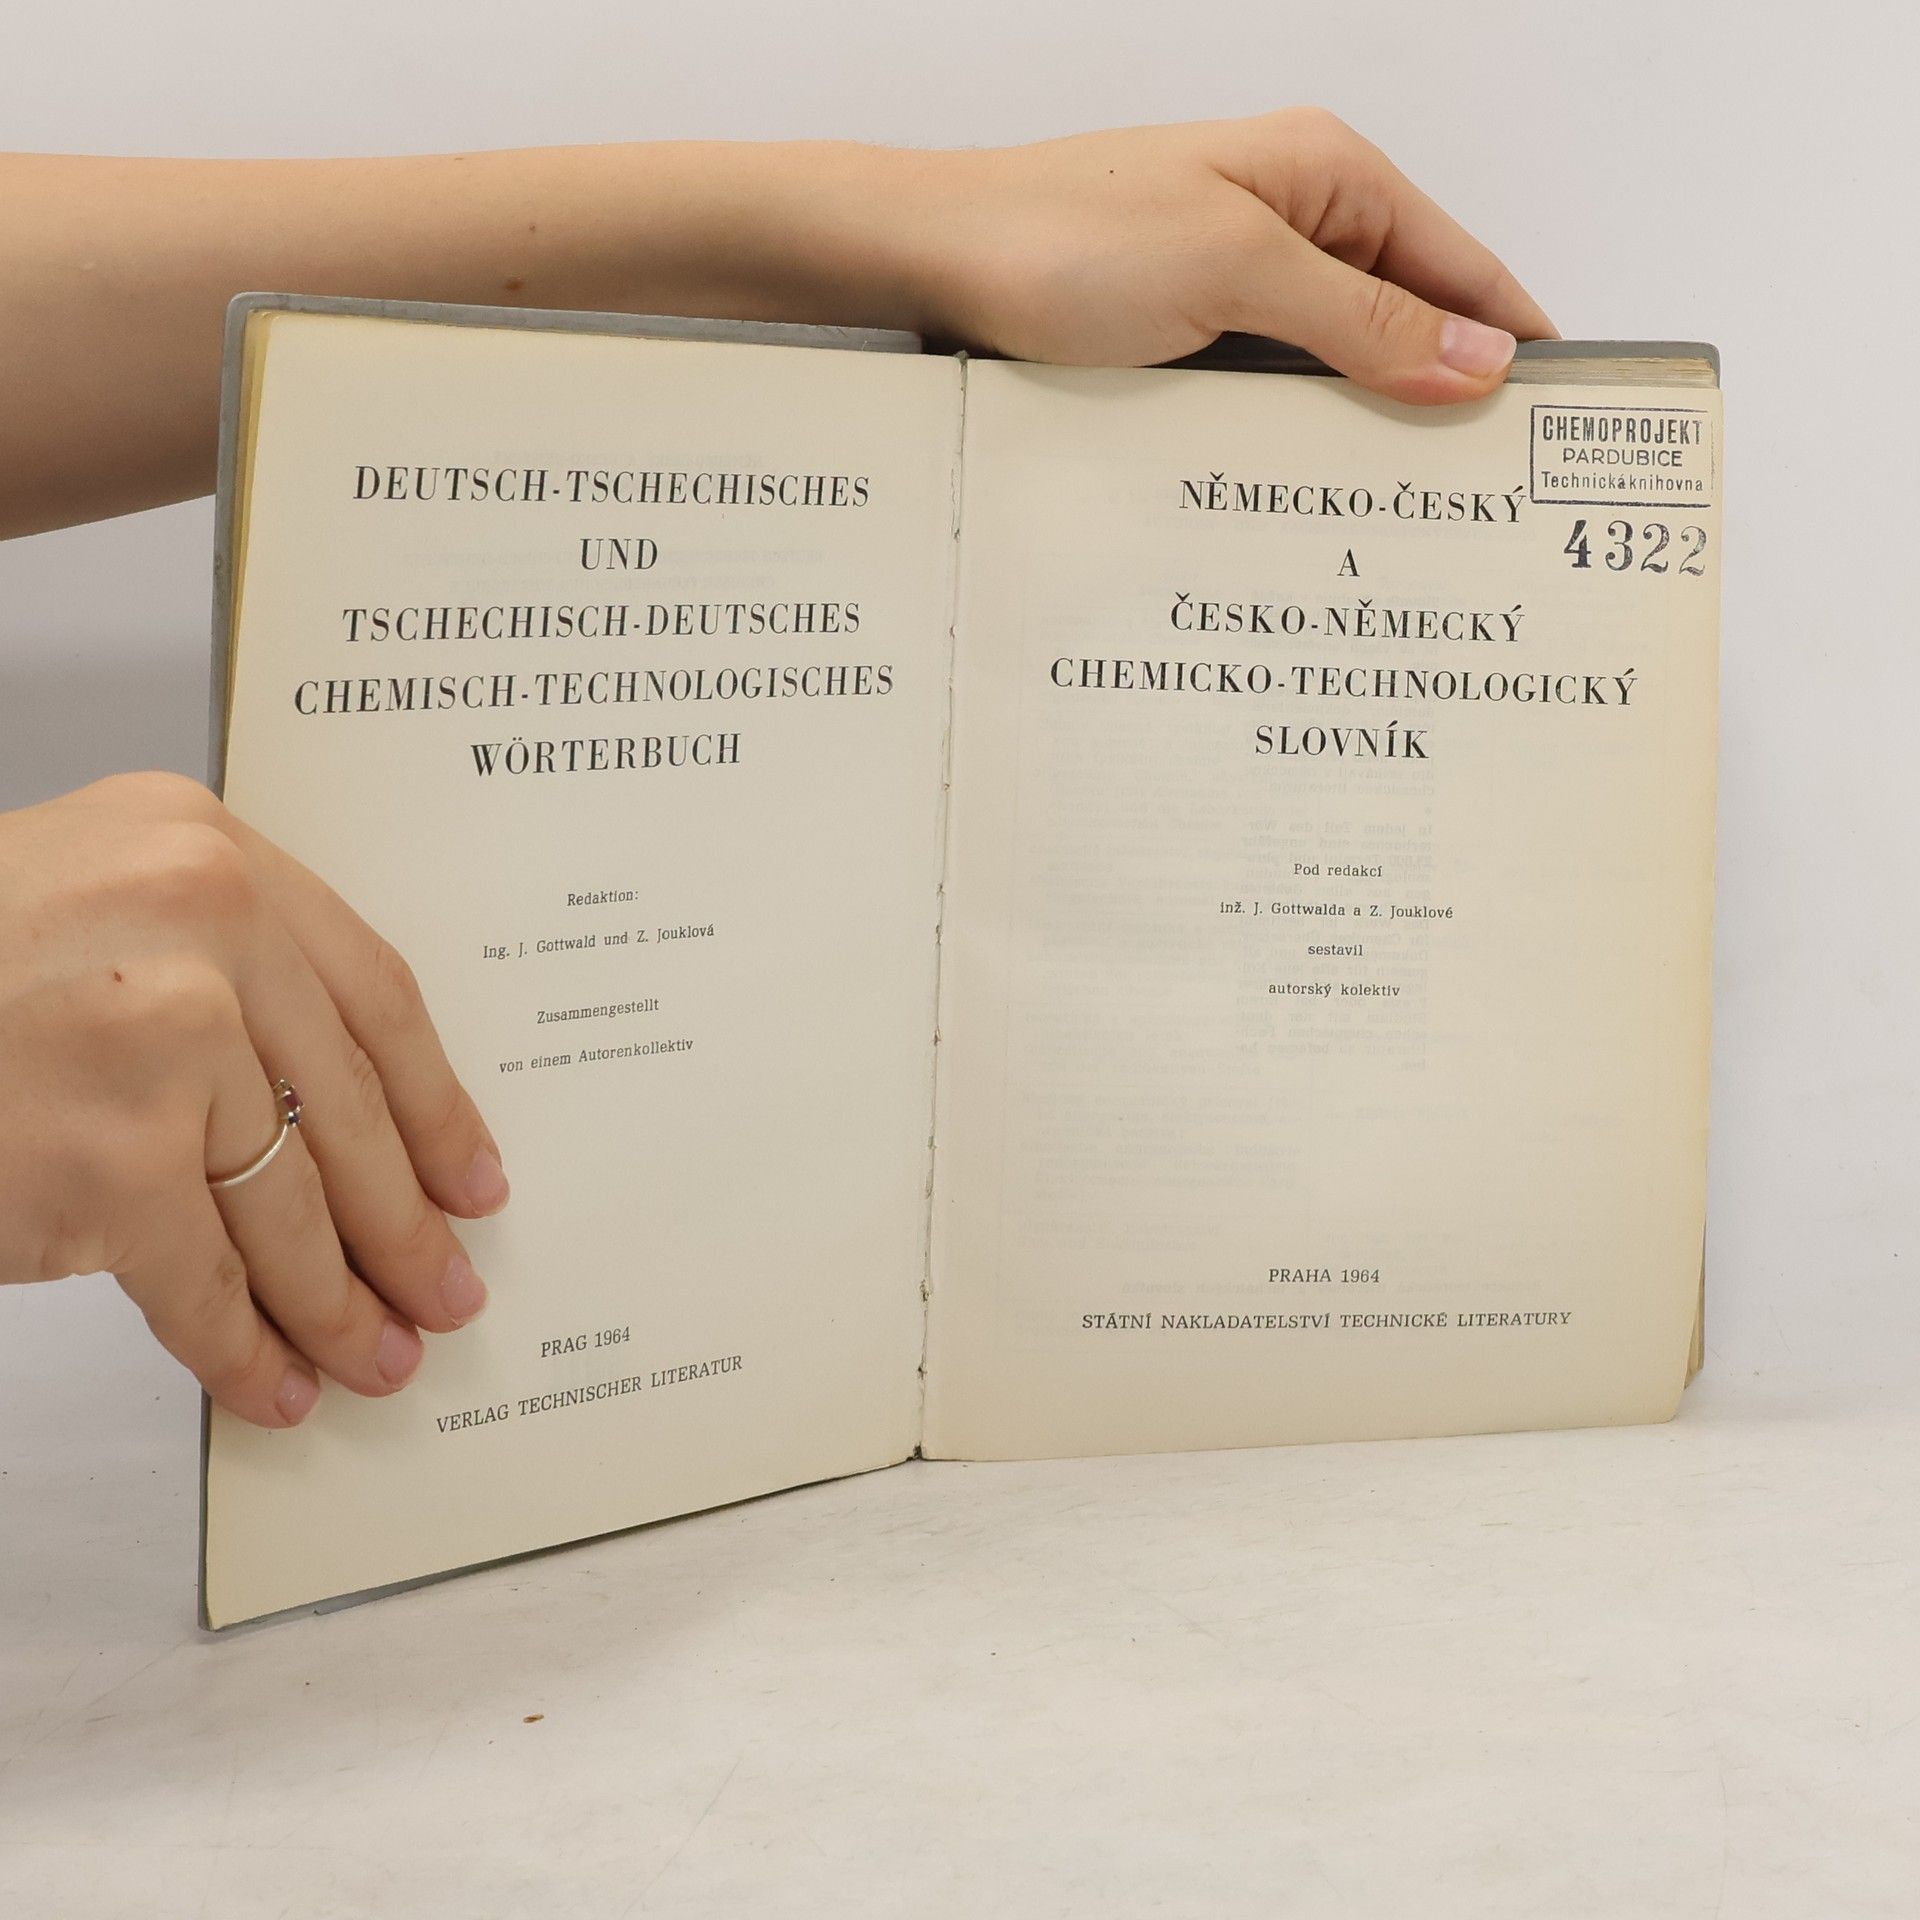 DEUTSCH-TSCHECHISCHES
UND
TSCHECHISCH-DEUTSCHES
CHEMISCH-TECHNOLOGISCHES
WÖRTERBUCH
Redaktion:
Ing. J. Gottwald und Z. Jouklová
Zusammengestellt
von einem Autorenkollektiv
PRAG 1964
VERLAG TECHNISCHER LITERATUR
CHEMOPROJEKT
PARDUBICE
Technická knihovna
4322
NĚMECKO-ČESKÝ
A
ČESKO-NĚMECKÝ
CHEMICKO-TECHNOLOGICKÝ
SLOVNÍK
Pod redakcí
inž. J. Gottwalda a Z. Jouklové
sestavil
autorský kolektiv
PRAHA 1964
STÁTNÍ NAKLADATELSTVÍ TECHNICKÉ LITERATURY